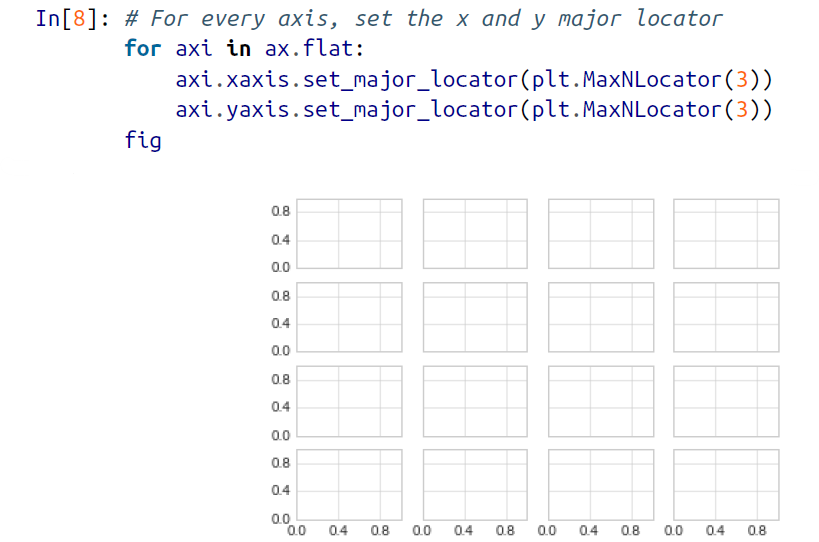 In[8]: # For every axis, set the x and y major locator
for axi in ax.flat:
axi.xaxis.set_major_locator(plt.MaxNLocator(3))
axi.yaxis.set_major_locator(plt.MaxNLocator(3))
fig
0.8
0.4
0.0
0.8
0.4
0.0
0.8
0.4
0.0
0.8
0.4
0.0
0.0 0.4 0.8 0.0 0.4 0.8 0.0 0.4 0.8 0.0 0.4 0.8